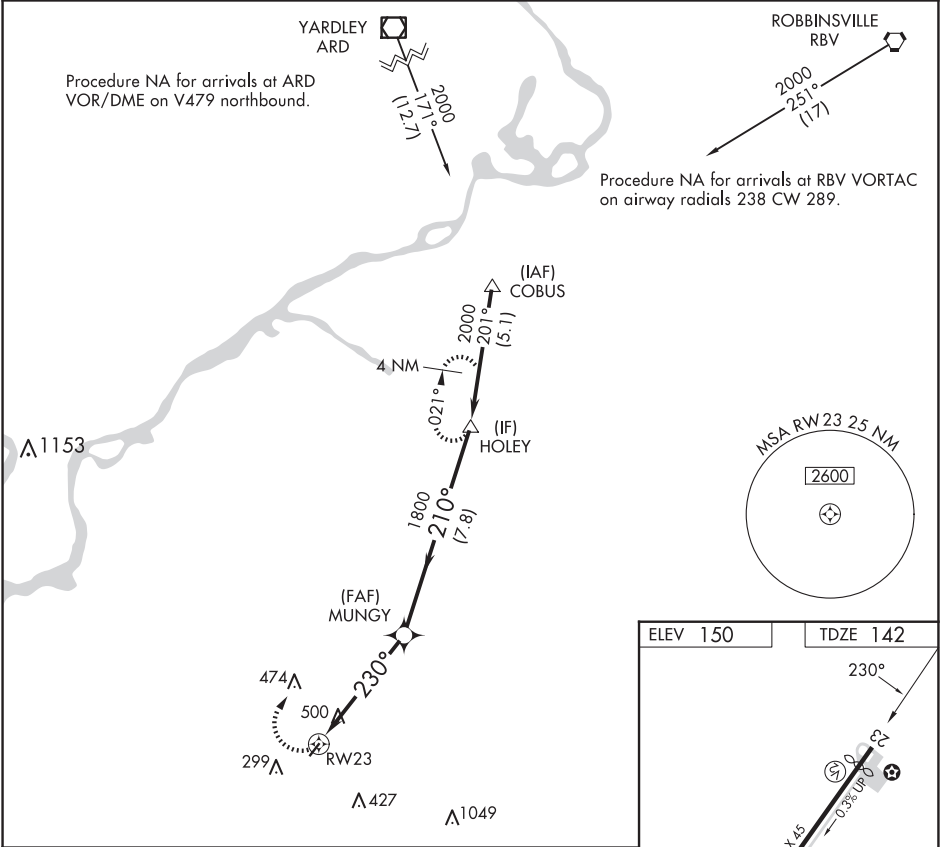 YARDLEY
ARD
ROBBINSVILLE
RBV
Procedure NA for arrivals at ARD
VOR/DME on V479 northbound.
2000
171°
(12.7)
2000
251°
(17)
Procedure NA for arrivals at RBV VORTAC
on airway radials 238 CW 289.
(IAF)
COBUS
2000
201°
(5.1)
4 NM
021°
(IF)
HOLEY
1153
MSA RW23 25 NM
2600
1800
210°
(7.8)
(FAF)
MUNGY
230°
474
500
RW23
299
427
1049
ELEV 150
TDZE 142
230°
23
0.3% UP
X 45